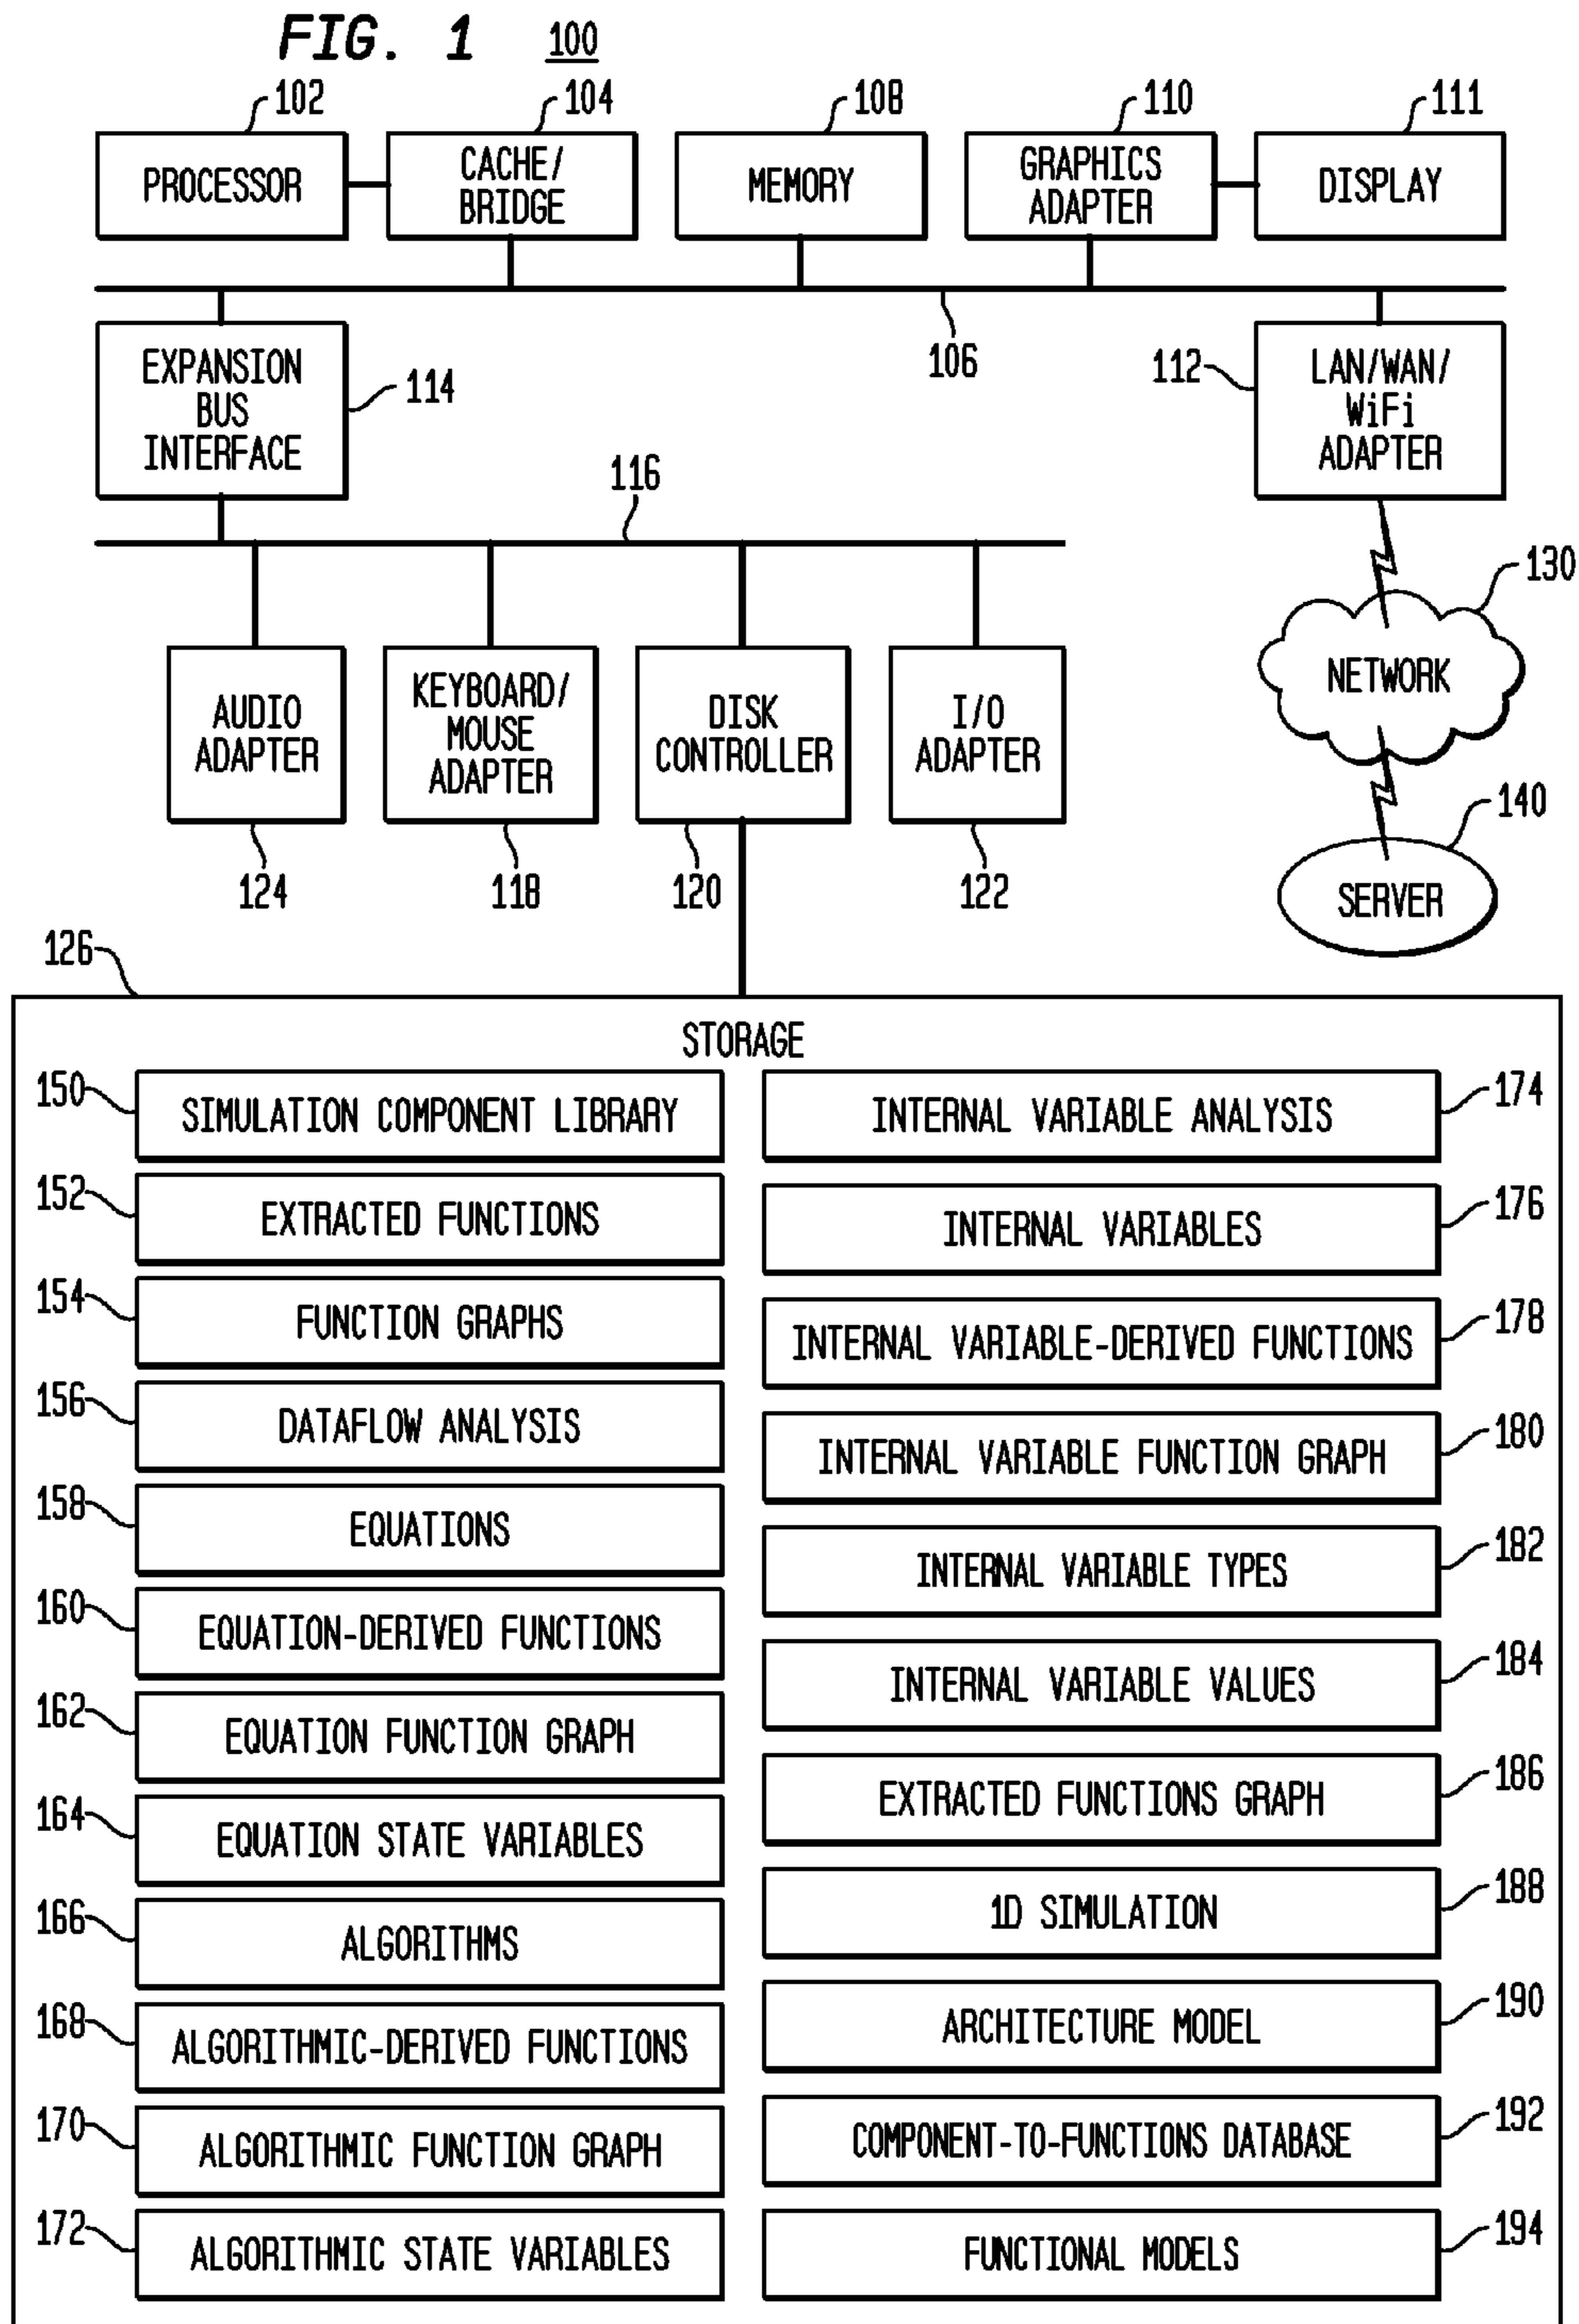 FIG. 1 100
102
104
108
110
111
PROCESSOR
CACHE/
BRIDGE
MEMORY
GRAPHICS
ADAPTER
DISPLAY
EXPANSION
BUS
INTERFACE
114
106
112
LAN/WAN/
WiFi
ADAPTER
116
130
NETWORK
AUDIO
ADAPTER
KEYBOARD/
MOUSE
ADAPTER
DISK
CONTROLLER
I/O
ADAPTER
124
118
120
122
140
SERVER
126
STORAGE
150
SIMULATION COMPONENT LIBRARY
152
EXTRACTED FUNCTIONS
154
FUNCTION GRAPHS
156
DATAFLOW ANALYSIS
158
EQUATIONS
160
EQUATION-DERIVED FUNCTIONS
162
EQUATION FUNCTION GRAPH
164
EQUATION STATE VARIABLES
166
ALGORITHMS
168
ALGORITHMIC-DERIVED FUNCTIONS
170
ALGORITHMIC FUNCTION GRAPH
172
ALGORITHMIC STATE VARIABLES
174
INTERNAL VARIABLE ANALYSIS
176
INTERNAL VARIABLES
178
INTERNAL VARIABLE-DERIVED FUNCTIONS
180
INTERNAL VARIABLE FUNCTION GRAPH
182
INTERNAL VARIABLE TYPES
184
INTERNAL VARIABLE VALUES
186
EXTRACTED FUNCTIONS GRAPH
188
1D SIMULATION
190
ARCHITECTURE MODEL
192
COMPONENT-TO-FUNCTIONS DATABASE
194
FUNCTIONAL MODELS